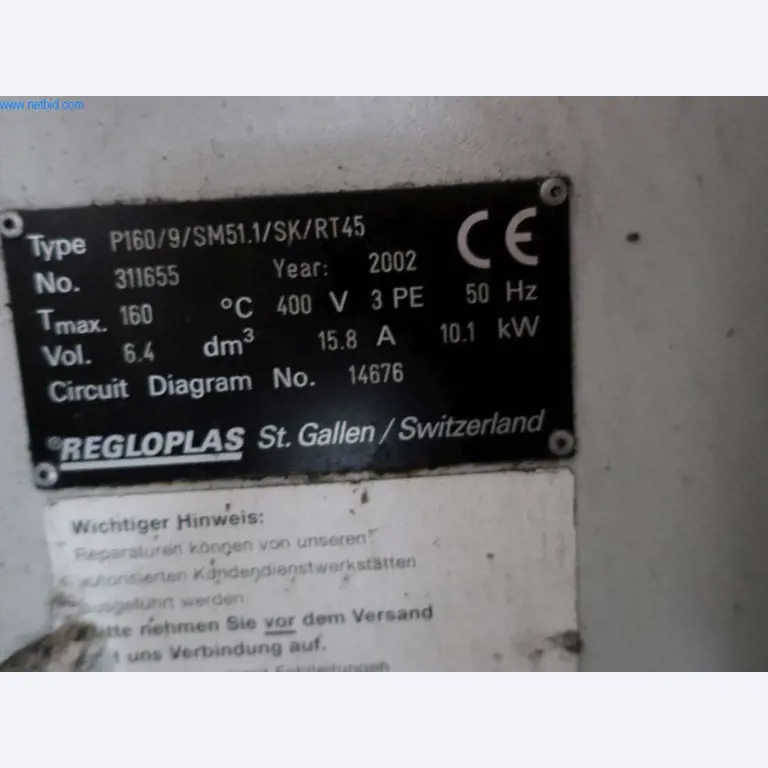 www.netbid.com
Type P160/9/SM51.1/SK/RT45
No. 311655 Year: 2002
Tmax. 160 °C 400 V 3 PE 50 Hz
Vol. 6.4 dm³ 15.8 A 10.1 kW
Circuit Diagram No. 14676
CE
®REGLOPLAS St. Gallen / Switzerland
Wichtiger Hinweis:
Reparaturen können von unseren
autorisierten Kundendienstwerkstätten
ausgeführt werden.
Bitte nehmen Sie vor dem Versand
uns Verbindung auf.